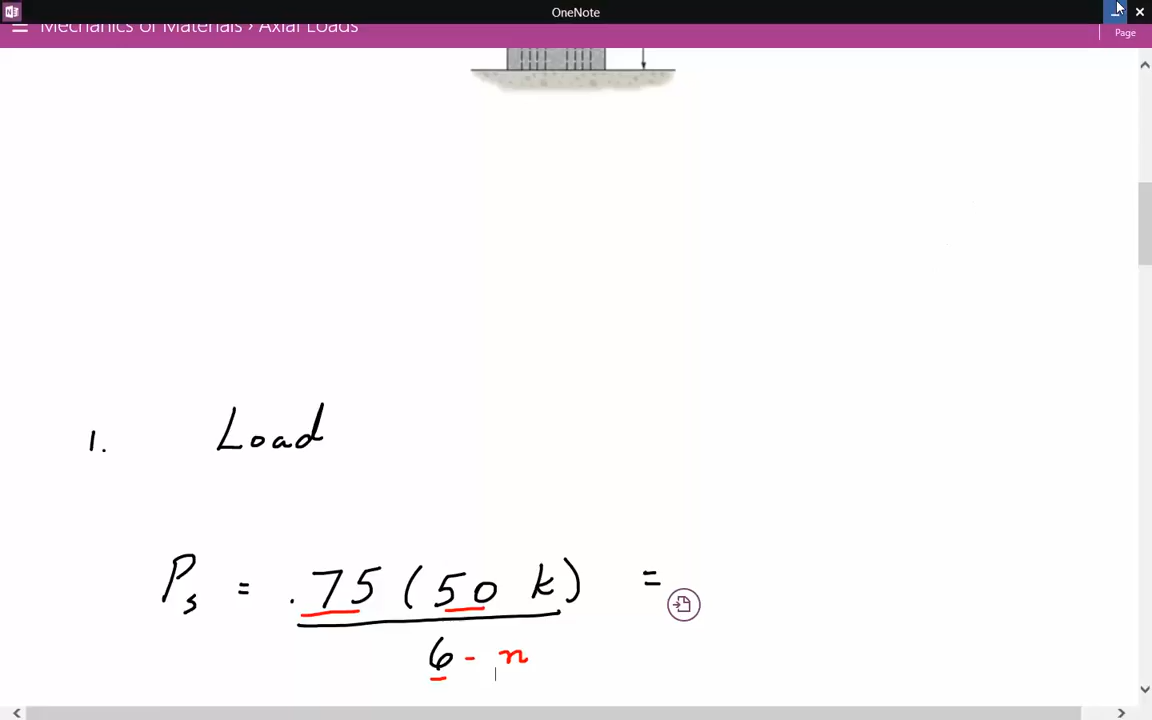 OneNote
Mechanics of Materials › Axial Loads
Page
1. Load
Ps = .75 (50 k) =
6 - n